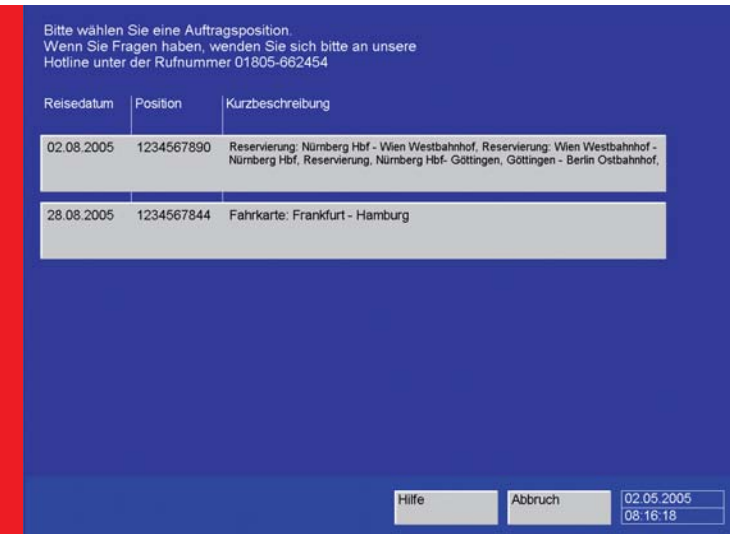 Bitte wählen Sie eine Auftragsposition.
Wenn Sie Fragen haben, wenden Sie sich bitte an unsere
Hotline unter der Rufnummer 01805-662454
Reisedatum Position Kurzbeschreibung
02.08.2005 1234567890 Reservierung: Nürnberg Hbf - Wien Westbahnhof, Reservierung: Wien Westbahnhof -
Nürnberg Hbf, Reservierung, Nürnberg Hbf- Göttingen, Göttingen - Berlin Ostbahnhof,
28.08.2005 1234567844 Fahrkarte: Frankfurt - Hamburg
Hilfe Abbruch 02.05.2005
08:16:18